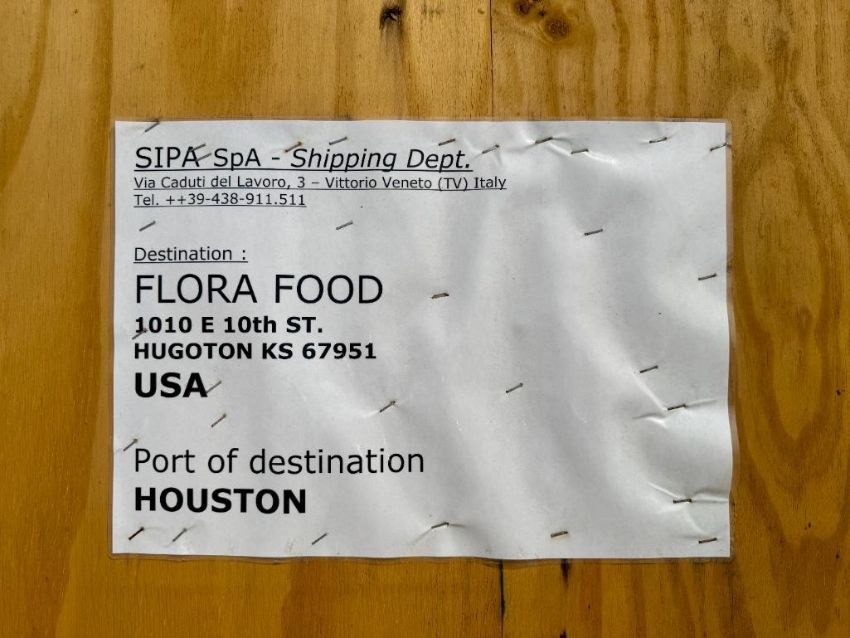 SIPA SpA - Shipping Dept.
Via Caduti del Lavoro, 3 – Vittorio Veneto (TV) Italy
Tel. ++39-438-911.511
Destination :
FLORA FOOD
1010 E 10th ST.
HUGOTON KS 67951
USA
Port of destination
HOUSTON